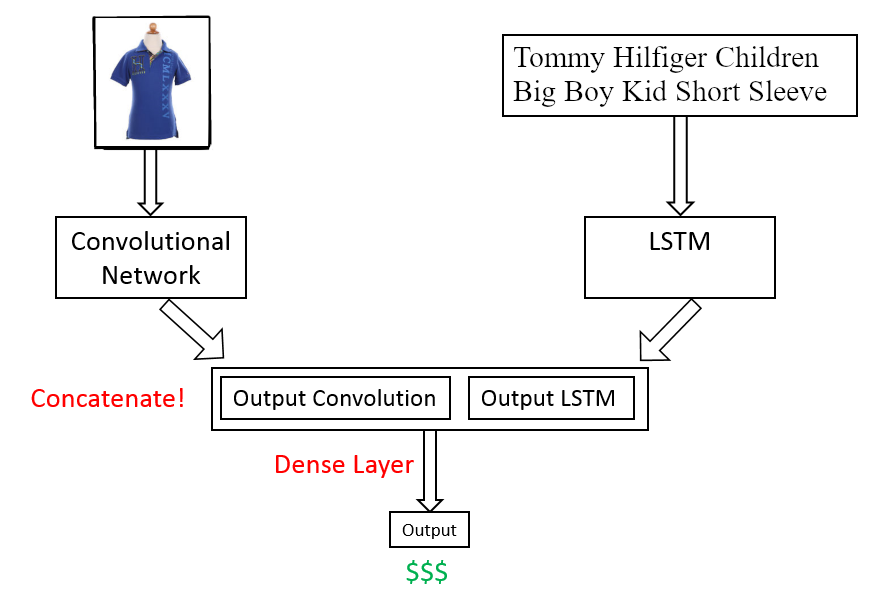 CMLXXXV
Tommy Hilfiger Children
Big Boy Kid Short Sleeve
Convolutional
Network
LSTM
Concatenate!
Output Convolution
Output LSTM
Dense Layer
Output
$$$